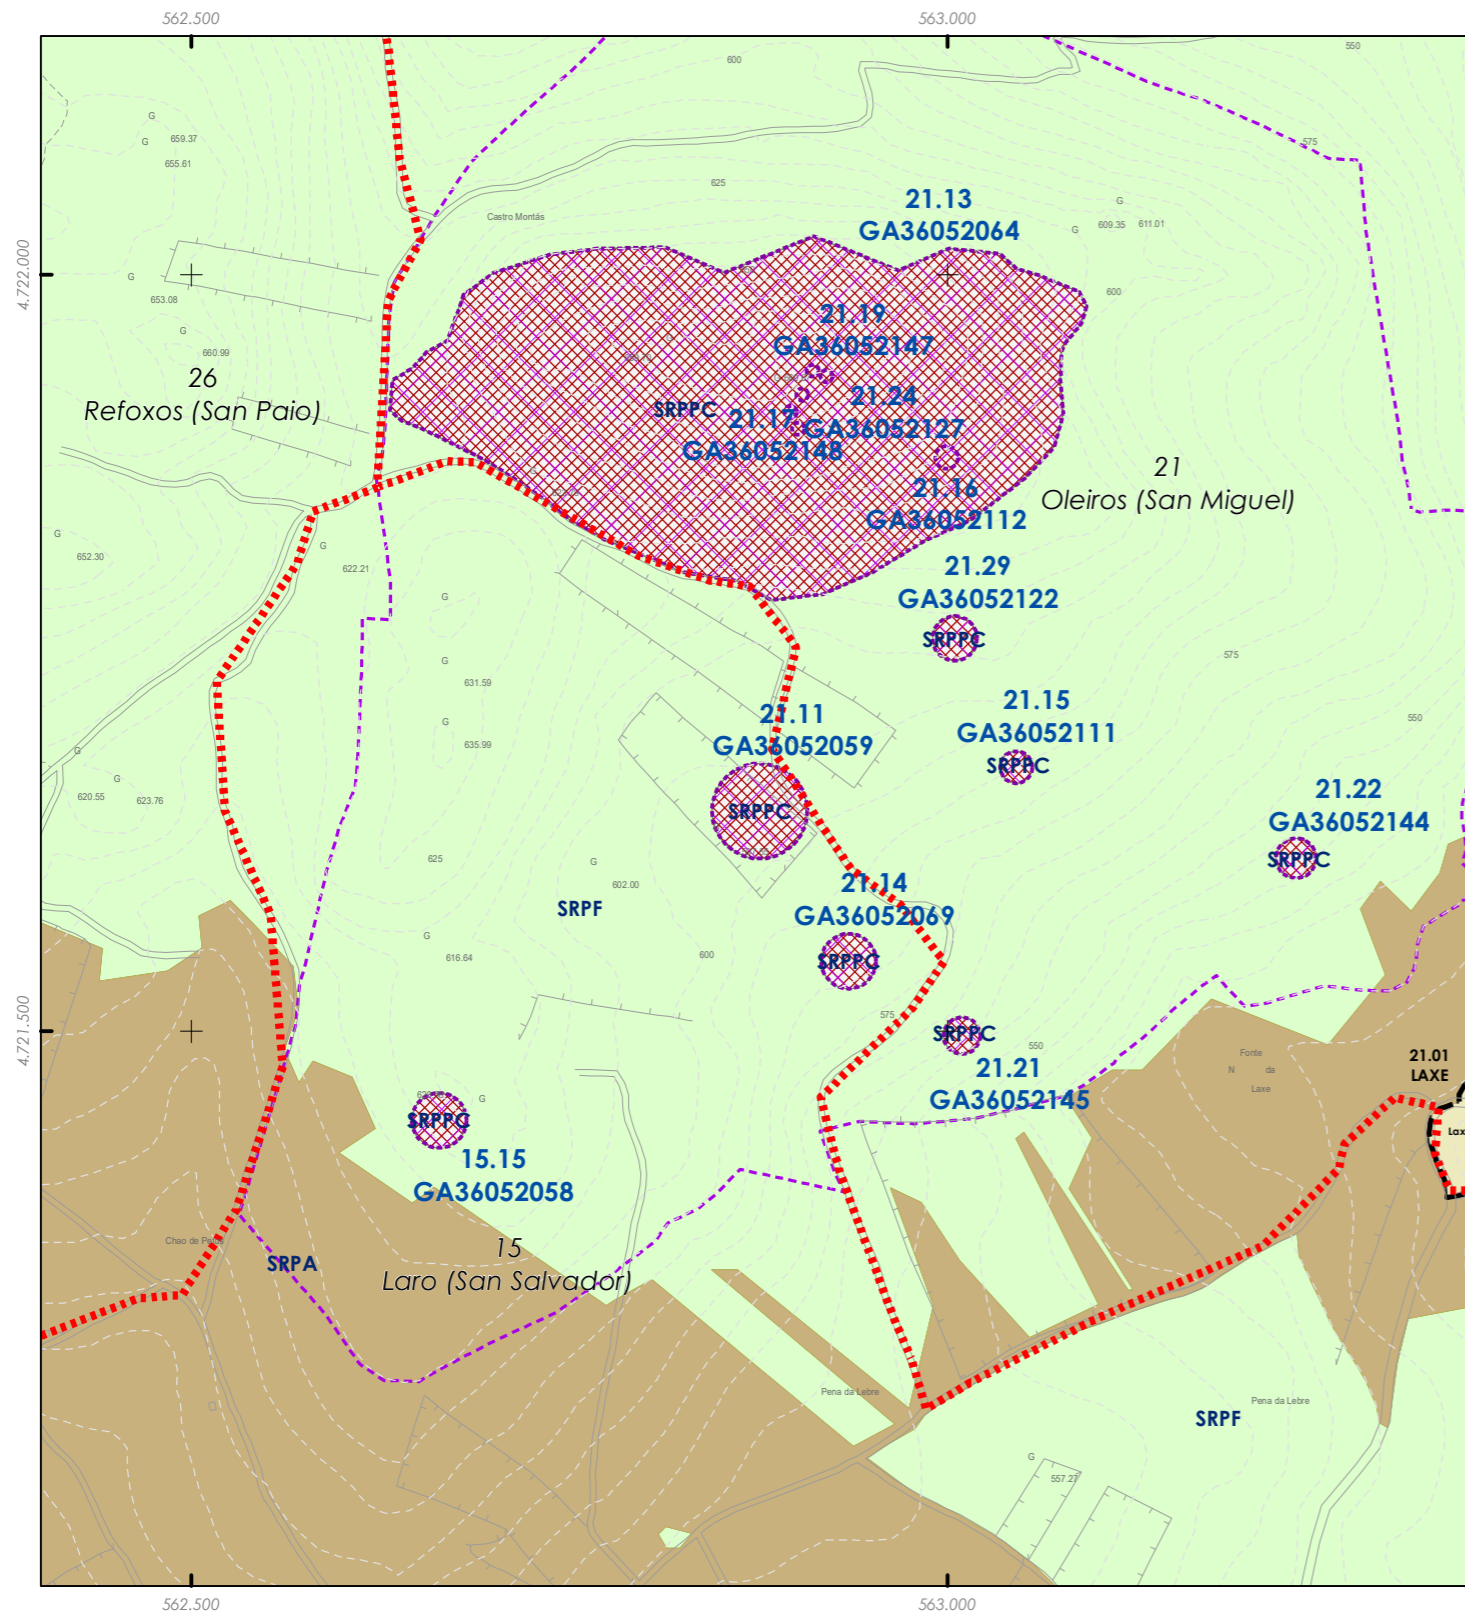 562.500
563.000
550
600
659.37
G
G
655.61
575
625
Castro Montás
21.13
GA36052064
G
G
609.35
611.01
4.722.000
G
653.08
G
660.99
600
21.19
GA36052147
26
Refoxos (San Paio)
SRPPC
21.17
GA36052148
21.24
GA36052127
21
Oleiros (San Miguel)
21.16
GA36052112
G
652.30
G
622.21
21.29
GA36052122
SRPPC
G
G
631.59
575
G
635.99
21.11
GA36052059
SRPPC
21.15
GA36052111
SRPPC
550
G
G
620.55
623.76
21.22
GA36052144
SRPPC
625
G
602.00
21.14
GA36052069
SRPPC
SRPF
G
616.64
600
4.721.500
575
SRPPC
550
21.21
GA36052145
Fonte
N da
Laxe
21.01
LAXE
Lax
G
SRPPC
15.15
GA36052058
Chao de Palus
SRPA
15
Laro (San Salvador)
Pena da Lebre
Pena da Lebre
SRPF
G
557.27
562.500
563.000